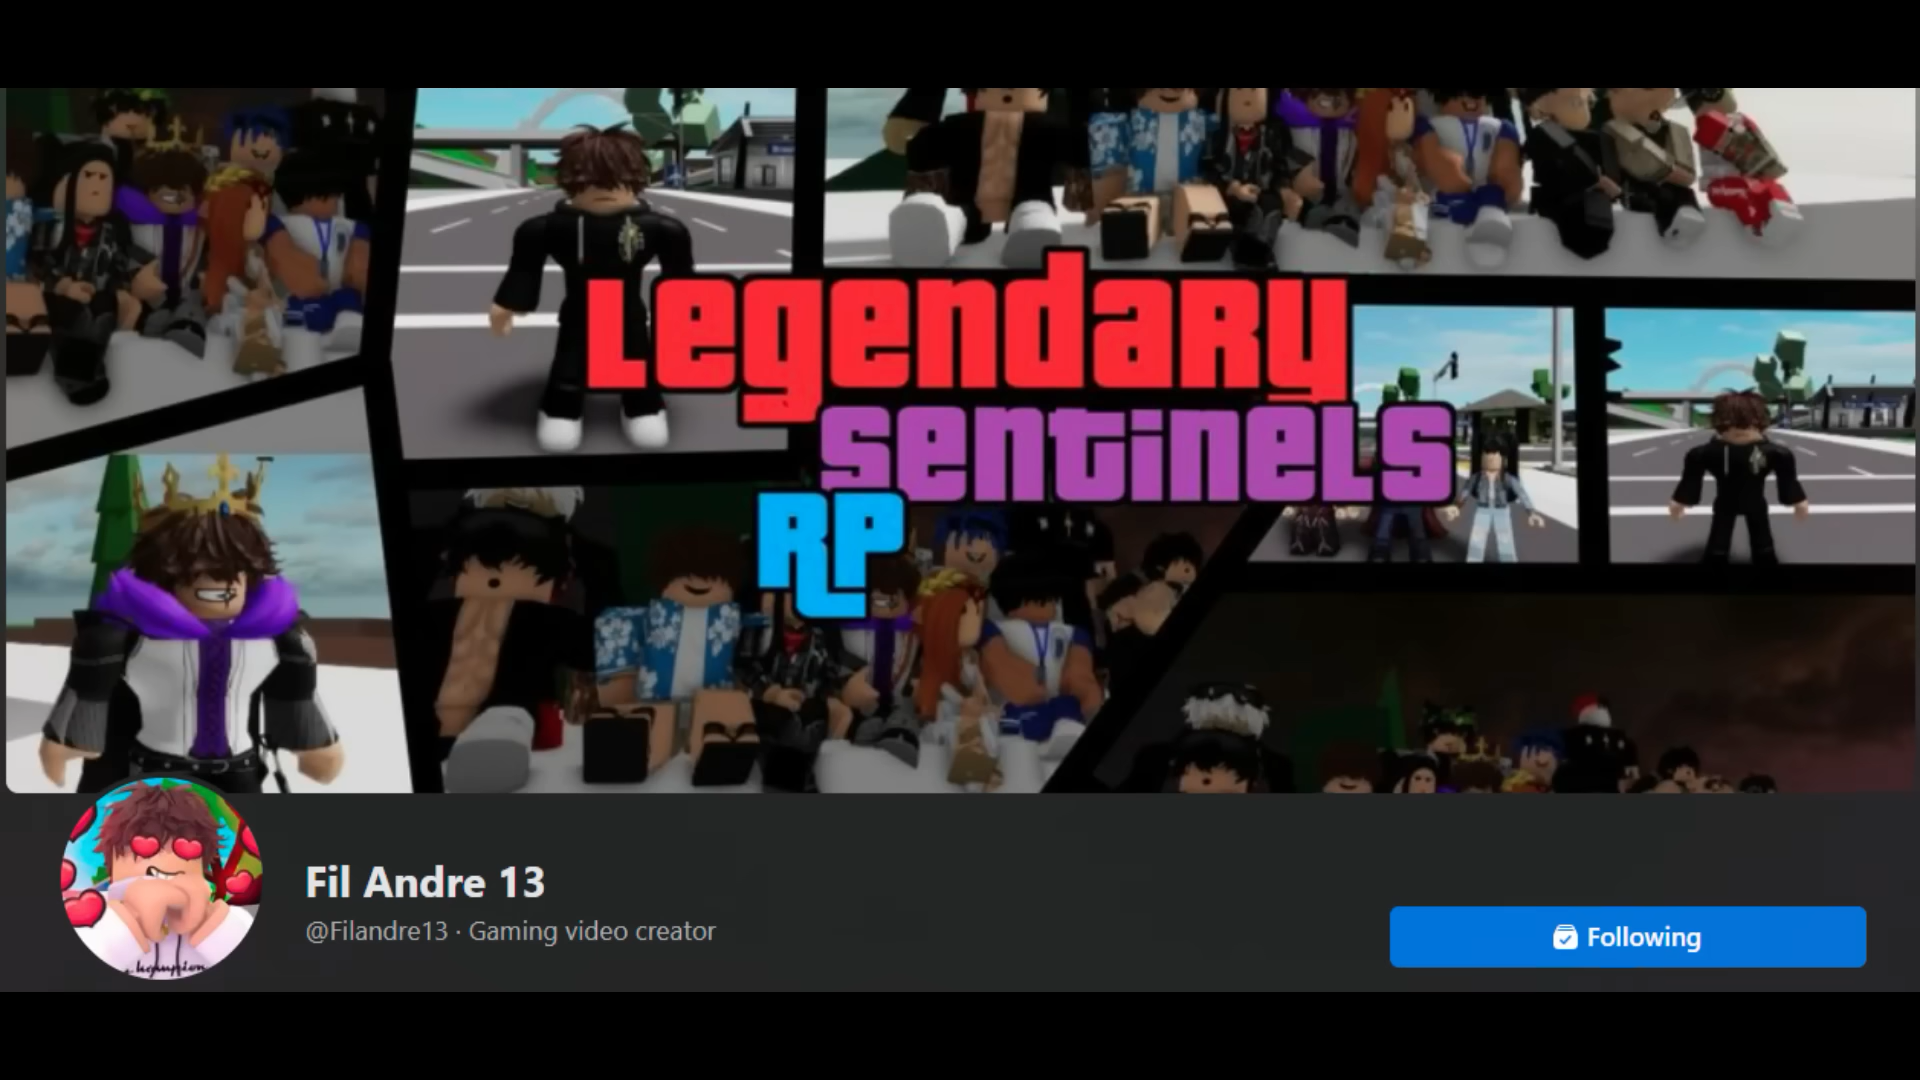 Legendary
Sentinels
RP
Fil Andre 13
@Filandre13 · Gaming video creator
Following